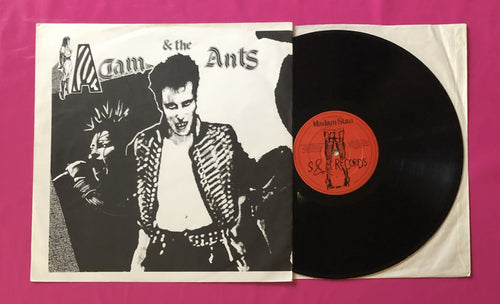 Adam & the Ants
Madam Stan
S&M RECORDS